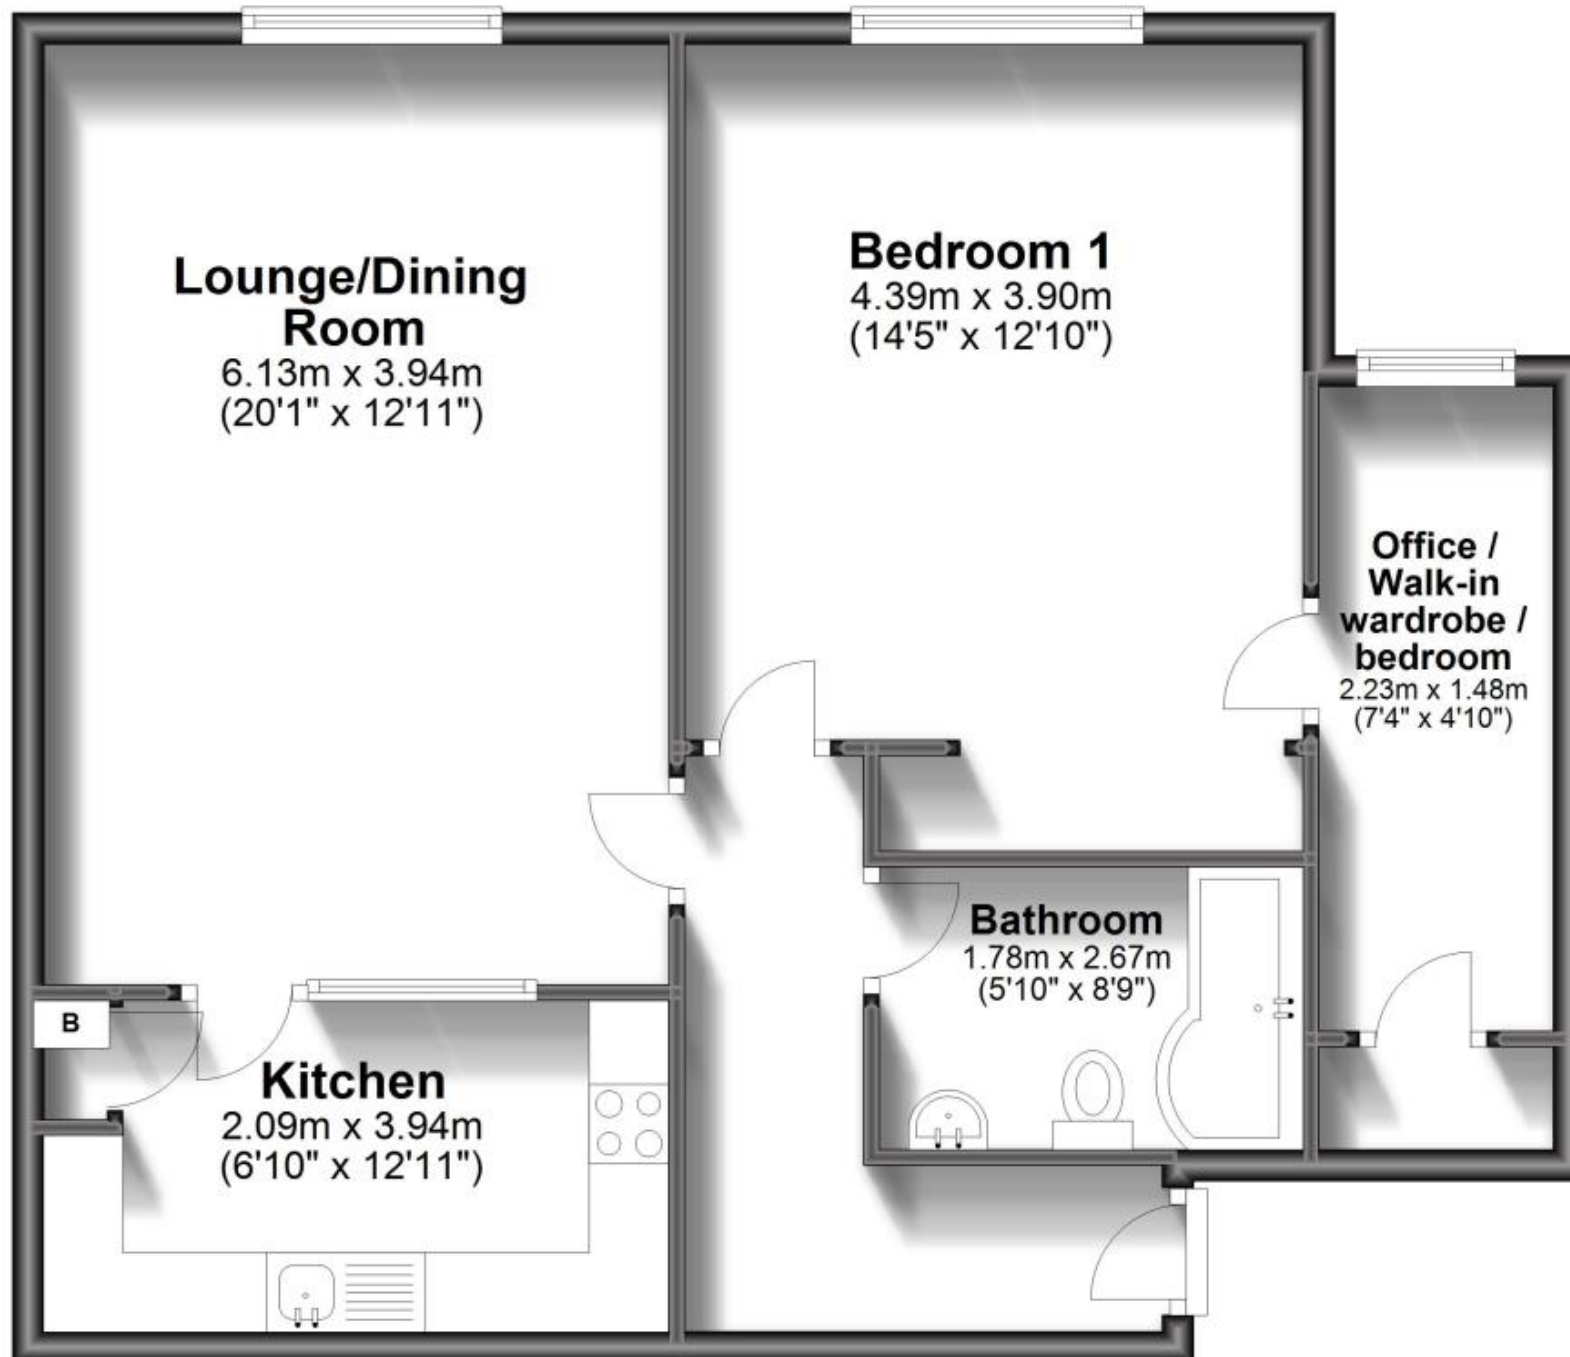 Lounge/Dining
Room
6.13m x 3.94m
(20'1" x 12'11")
Bedroom 1
4.39m x 3.90m
(14'5" x 12'10")
Office /
Walk-in
wardrobe /
bedroom
2.23m x 1.48m
(7'4" x 4'10")
Bathroom
1.78m x 2.67m
(5'10" x 8'9")
B
Kitchen
2.09m x 3.94m
(6'10" x 12'11")